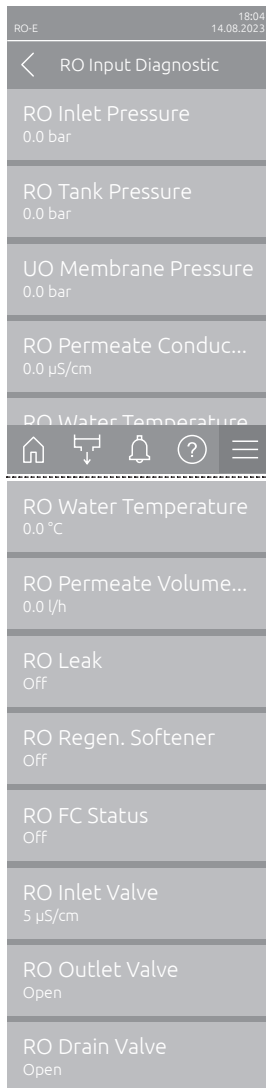 18:04
RO-E
14.08.2023
RO Input Diagnostic
RO Inlet Pressure
0.0 bar
RO Tank Pressure
0.0 bar
UO Membrane Pressure
0.0 bar
RO Permeate Conduc...
0.0 µS/cm
RO Water Temperature
?
RO Water Temperature
0.0 °C
RO Permeate Volume...
0.0 l/h
RO Leak
Off
RO Regen. Softener
Off
RO FC Status
Off
RO Inlet Valve
5 µS/cm
RO Outlet Valve
Open
RO Drain Valve
Open